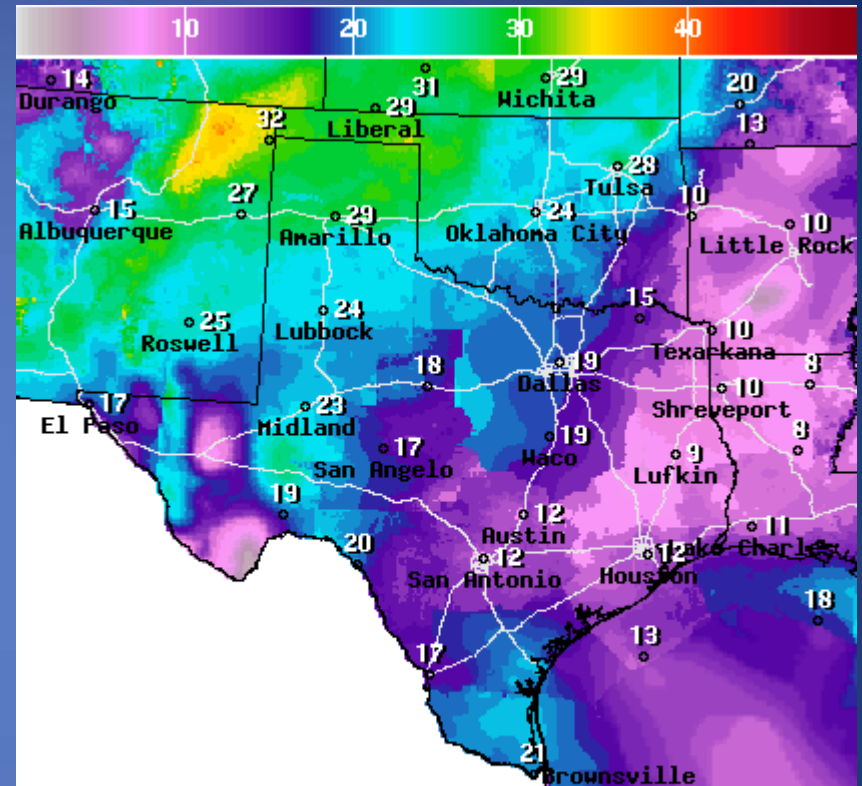 10 20 30 40
14 31 29 20
Durango Wichita
29
Liberal
32 13
28
Tulsa
15 27 29 24 10 10
Albuquerque Amarillo Oklahoma City Little Rock
25 24 15 10
Roswell Lubbock Texarkana
18 19 10 8
Dallas Shreveport
17 23
El Paso Midland
17 19 9 8
San Angelo Waco Lufkin
19 12 11
Austin
20 12 12 Lake Charle
San Antonio Houston
18
13
17
21
Brownsville